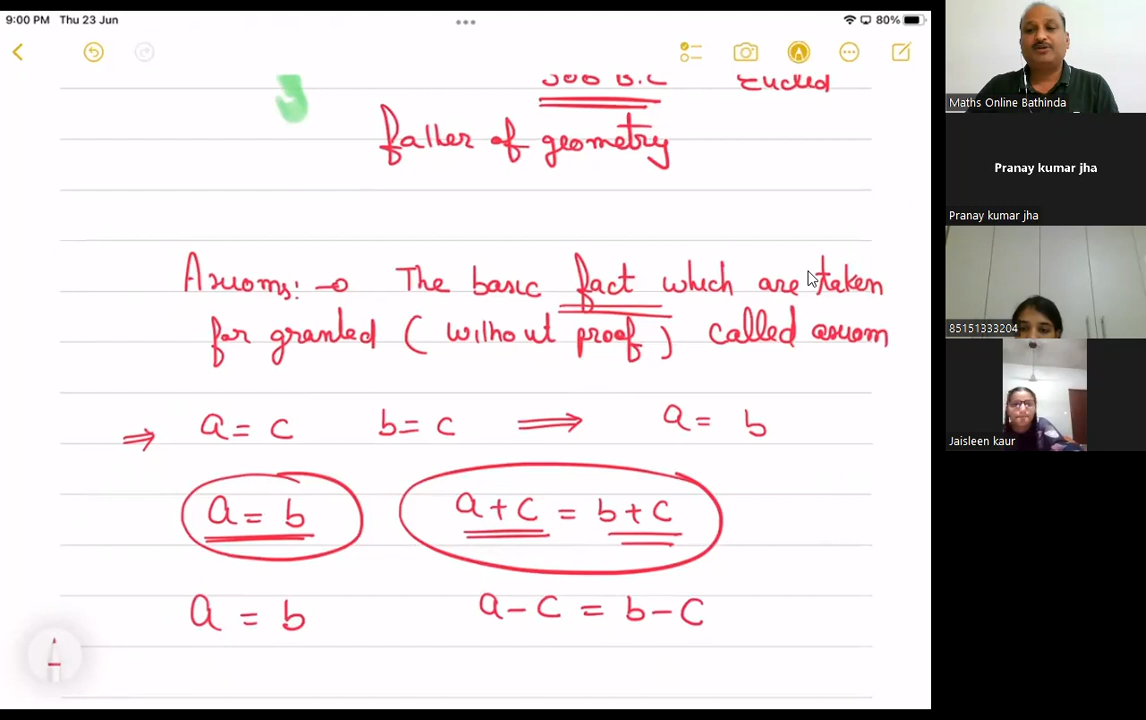 9:00 PM Thu 23 Jun
80%
300 B.C Euclid
father of geometry
Axioms: → The basic fact which are taken
for granted (without proof) called axiom
⇒ a = c b = c ⟹ a = b
a = b a + c = b + c
a = b a - c = b - c
Maths Online Bathinda
Pranay kumar jha
Pranay kumar jha
85151333204
Jaisleen kaur